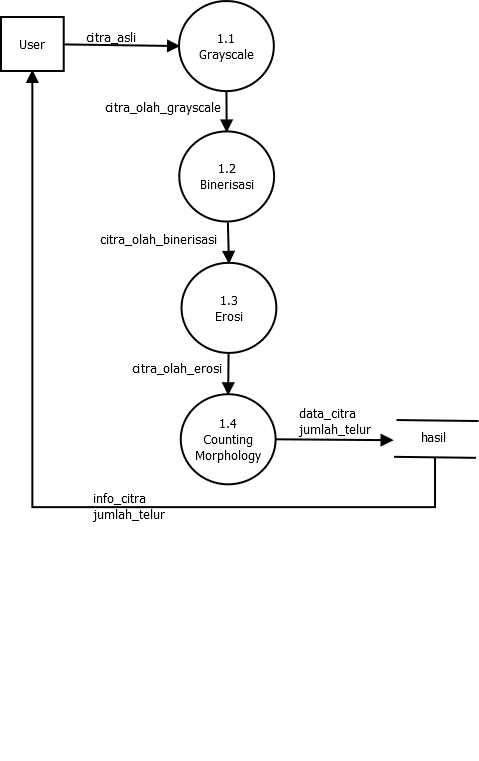 User
citra_asli
1.1
Grayscale
citra_olah_grayscale
1.2
Binerisasi
citra_olah_binerisasi
1.3
Erosi
citra_olah_erosi
1.4
Counting
Morphology
data_citra
jumlah_telur
hasil
info_citra
jumlah_telur